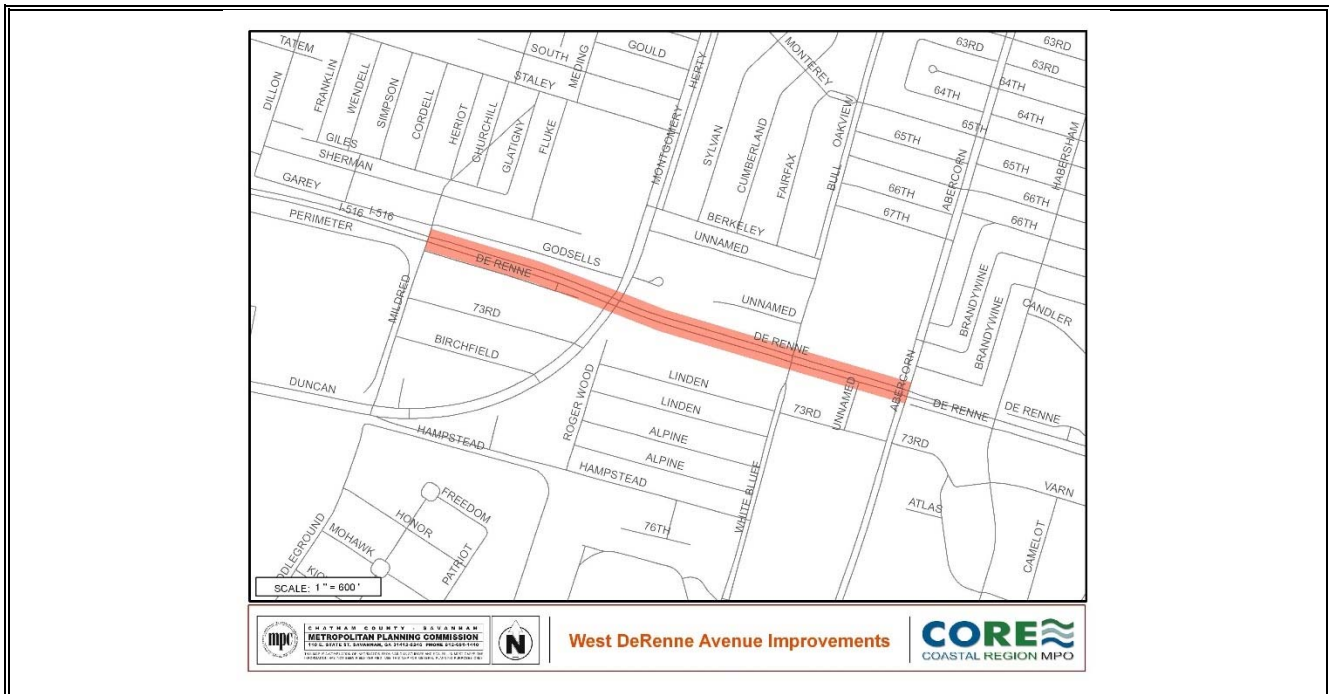 TATEM
DILLON
FRANKLIN
WENDELL
SIMPSON
CORDELL
HERIOT
CHURCHILL
GLATIGNY
FLUKE
SOUTH
STALEY
MEDING
GOULD
HERTY
MONTGOMERY
MONTEREY
SYLVAN
CUMBERLAND
FAIRFAX
BULL
OAKVIEW
63RD
63RD
63RD
64TH
64TH
64TH
65TH
65TH
65TH
66TH
66TH
66TH
67TH
ABERCORN
HABERSHAM
GILES
SHERMAN
GAREY
I-516
I-516
PERIMETER
GODSELLS
BERKELEY
UNNAMED
UNNAMED
DE RENNE
DE RENNE
DE RENNE
DE RENNE
BRANDYWINE
BRANDYWINE
CANDLER
MILDRED
73RD
BIRCHFIELD
DUNCAN
HAMPSTEAD
ROGER WOOD
LINDEN
LINDEN
ALPINE
ALPINE
HAMPSTEAD
73RD
UNNAMED
ABERCORN
73RD
WHITE BLUFF
VARN
ATLAS
CAMELOT
76TH
FREEDOM
HONOR
MOHAWK
PATRIOT
DDLEGROUND
SCALE: 1 " = 600 '
mpc
CHATHAM COUNTY - SAVANNAH
METROPOLITAN PLANNING COMMISSION
N
West DeRenne Avenue Improvements
CORE
COASTAL REGION MPO